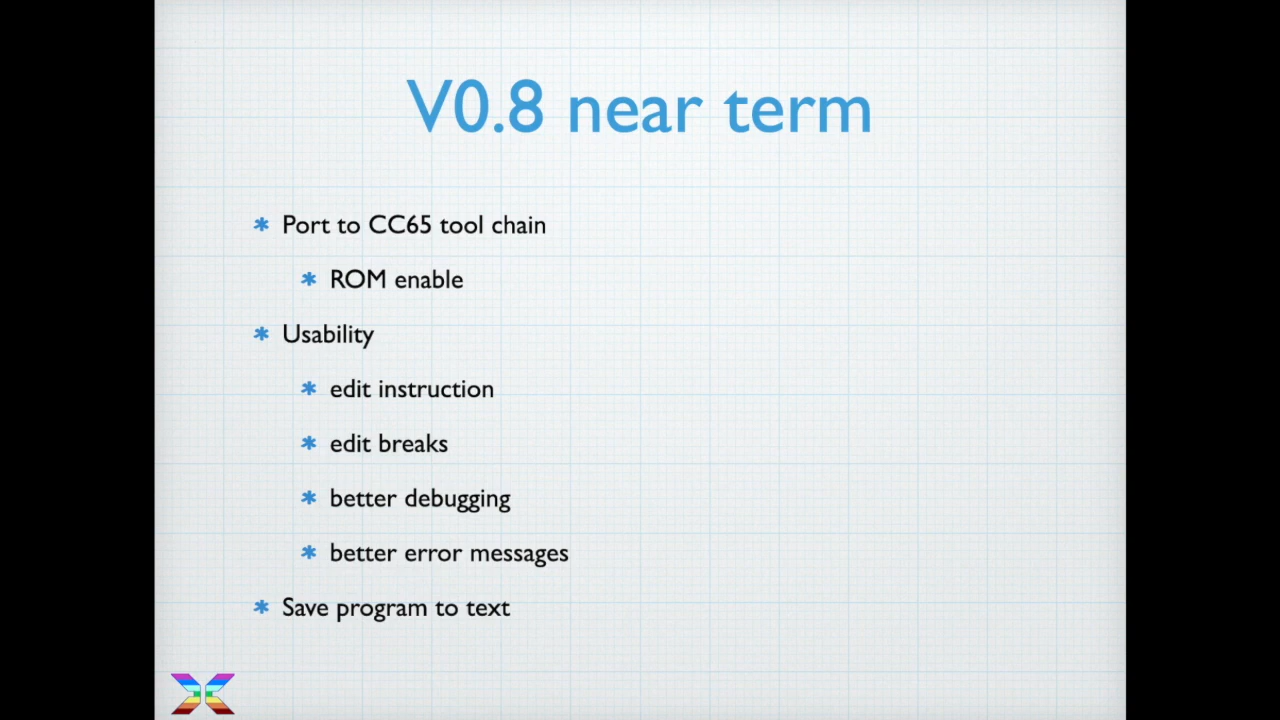 V0.8 near term
* Port to CC65 tool chain
* ROM enable
* Usability
* edit instruction
* edit breaks
* better debugging
* better error messages
* Save program to text